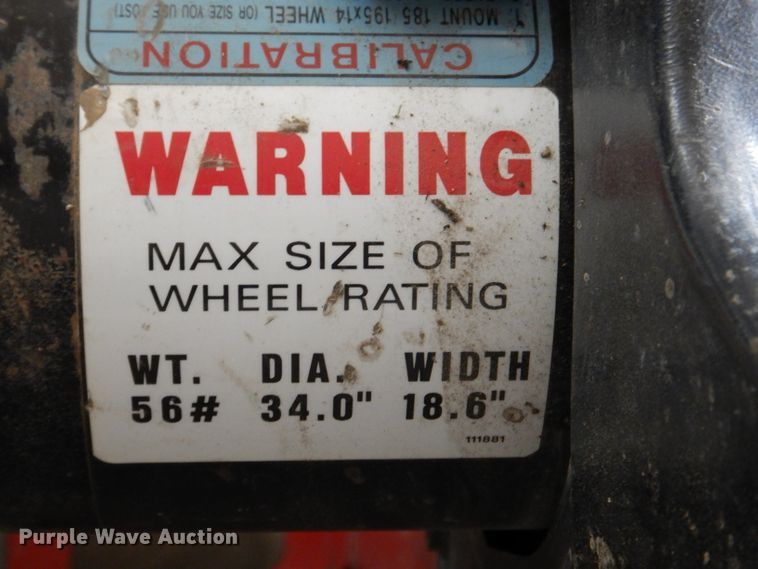 CALIBRATION
1. MOUNT 185 195x14 WHEEL (OR SIZE YOU USE MOST)
WARNING
MAX SIZE OF
WHEEL RATING
WT. DIA. WIDTH
56# 34.0" 18.6"
111881
Purple Wave Auction